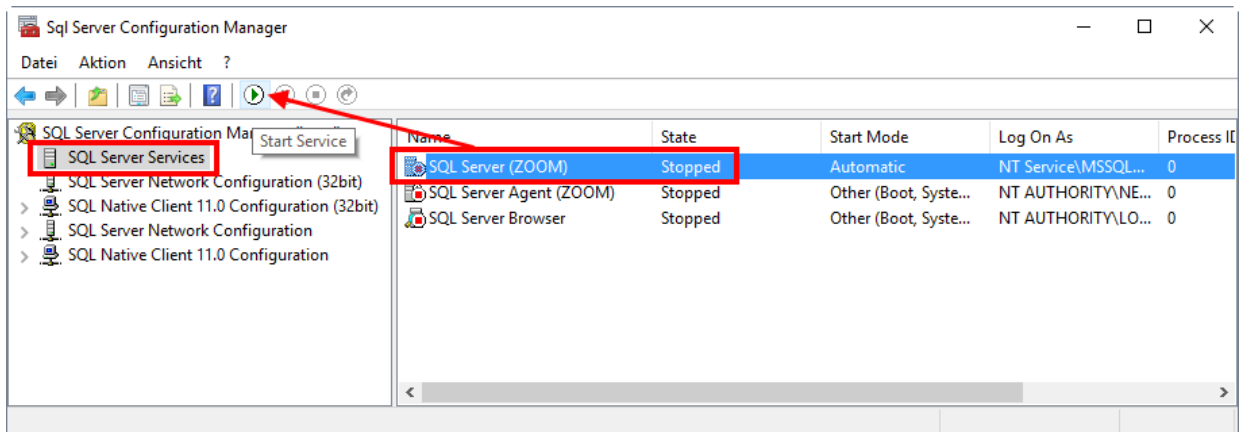 Sql Server Configuration Manager
Datei Aktion Ansicht ?
Start Service
SQL Server Configuration Ma
SQL Server Services
SQL Server Network Configuration (32bit)
SQL Native Client 11.0 Configuration (32bit)
SQL Server Network Configuration
SQL Native Client 11.0 Configuration
Name State Start Mode Log On As Process ID
SQL Server (ZOOM) Stopped Automatic NT Service\MSSQL... 0
SQL Server Agent (ZOOM) Stopped Other (Boot, Syste... NT AUTHORITY\NE... 0
SQL Server Browser Stopped Other (Boot, Syste... NT AUTHORITY\LO... 0